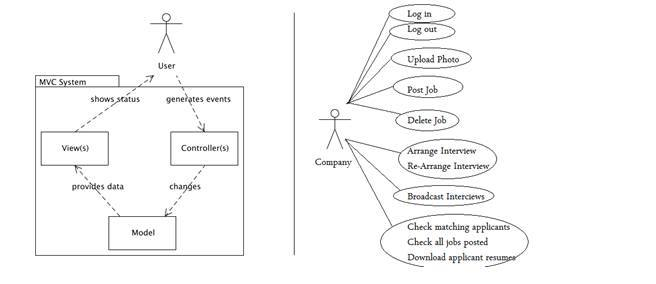 User
MVC System
shows status
generates events
View(s)
Controller(s)
provides data
changes
Model
Log in
Log out
Upload Photo
Post Job
Delete Job
Company
Arrange Interview
Re-Arrange Interview
Broadcast Interviews
Check matching applicants
Check all jobs posted
Download applicant resumes